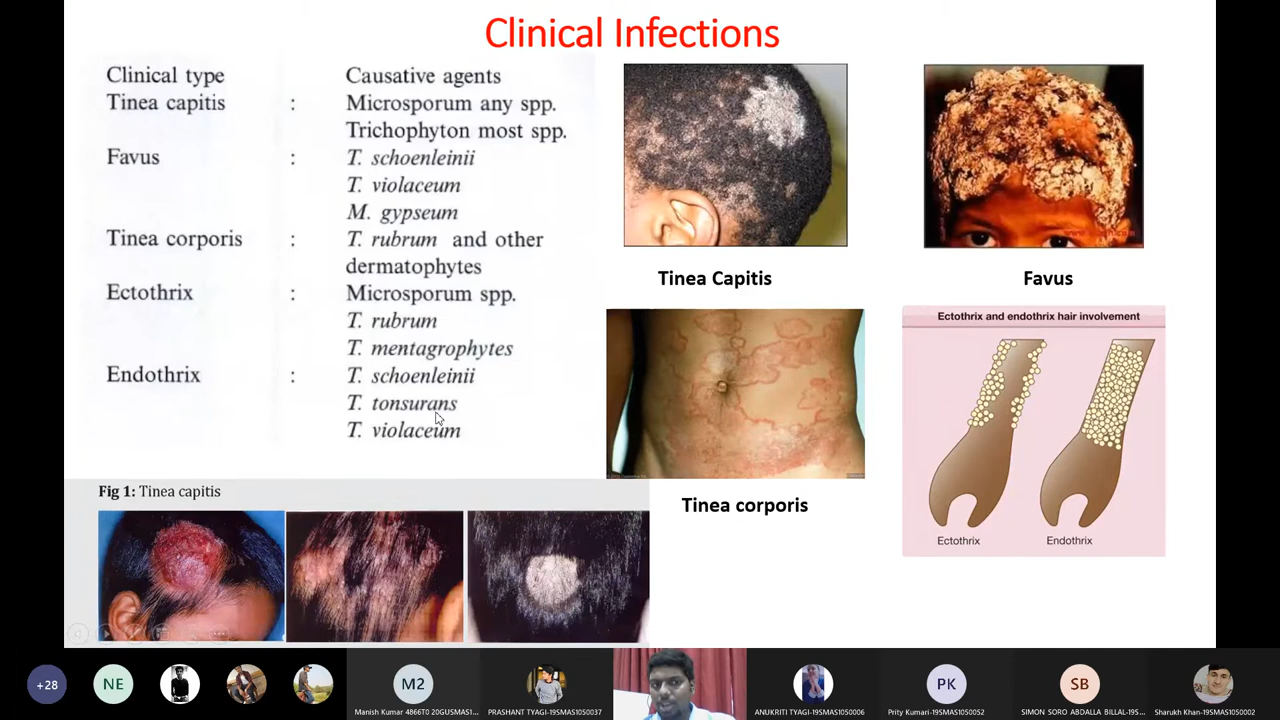 Clinical Infections
Clinical type Causative agents
Tinea capitis : Microsporum any spp.
Trichophyton most spp.
Favus : T. schoenleinii
T. violaceum
M. gypseum
Tinea corporis : T. rubrum and other
dermatophytes
Ectothrix : Microsporum spp.
T. rubrum
T. mentagrophytes
Endothrix : T. schoenleinii
T. tonsurans
T. violaceum
Tinea Capitis
Favus
Ectothrix and endothrix hair involvement
Ectothrix
Endothrix
Tinea corporis
Fig 1: Tinea capitis
+28
NE
M2
PK
SB
Manish Kumar 4866T0 20GUSMAS1...
PRASHANT TYAGI-19SMAS1050037
ANUKRITI TYAGI-19SMAS1050006
Prity Kumari-19SMAS1050052
SIMON SORO ABDALLA BILLAL-19S...
Sharukh Khan-19SMAS1050002